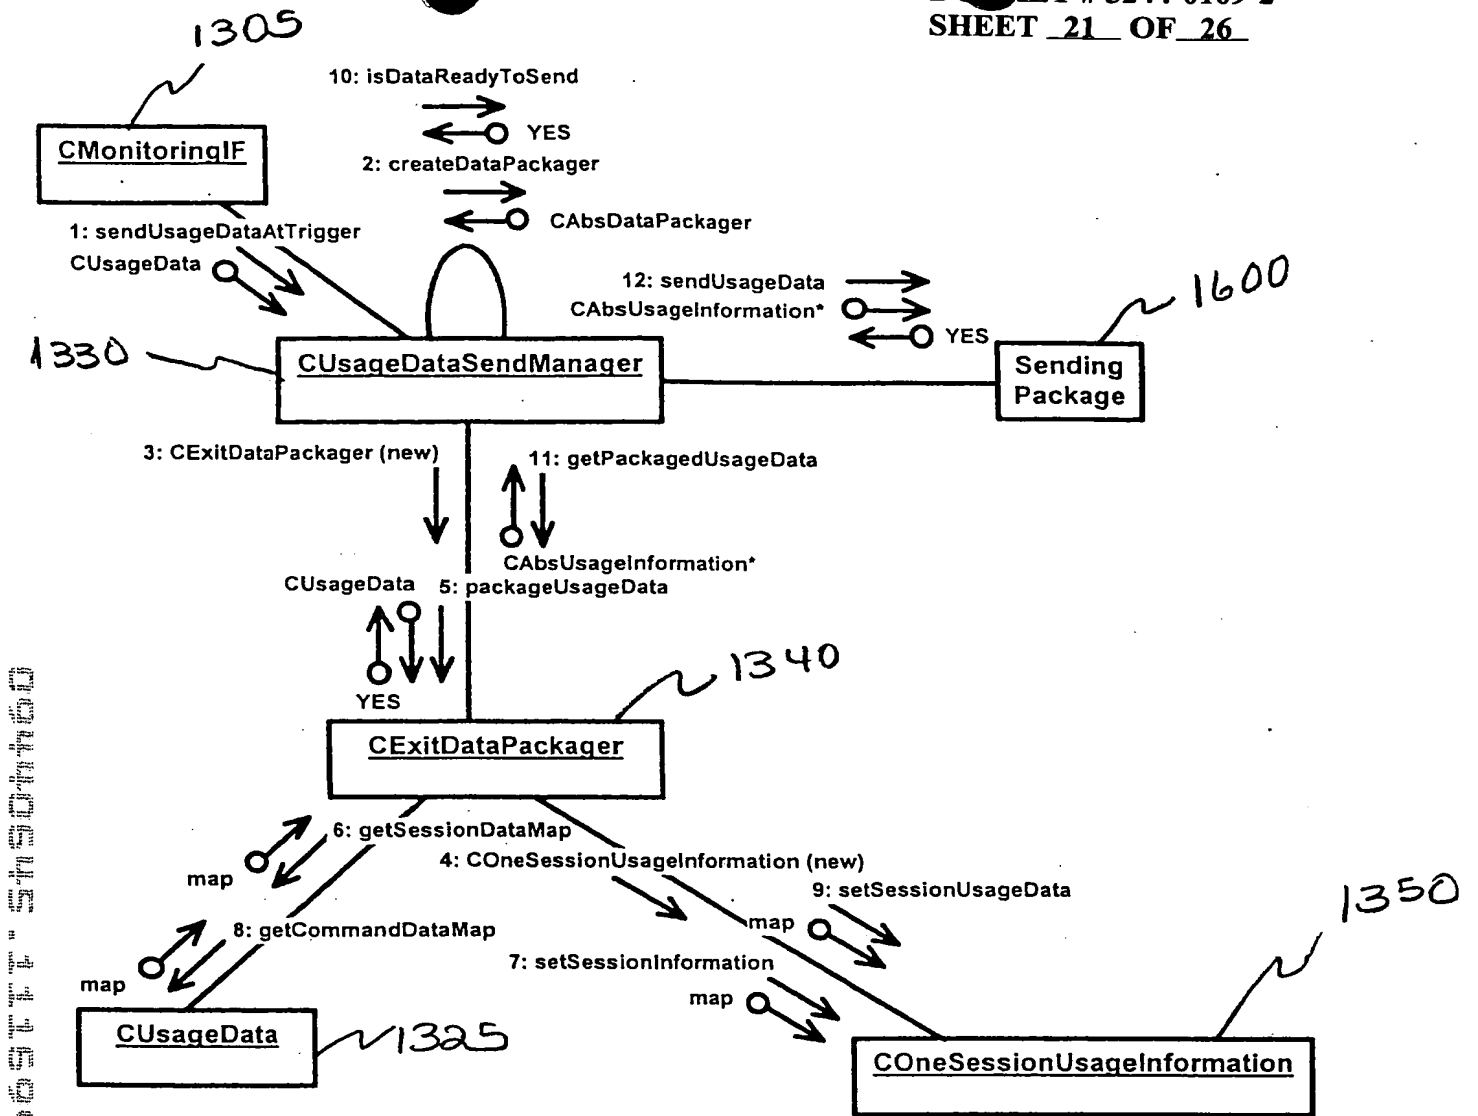 SHEET 21 OF 26
1305
10: isDataReadyToSend
YES
CMonitoringIF
2: createDataPackager
CAbsDataPackager
1: sendUsageDataAtTrigger
CUsageData
12: sendUsageData
CAbsUsageInformation*
YES
1600
1330
CUsageDataSendManager
Sending
Package
3: CExitDataPackager (new)
11: getPackagedUsageData
CAbsUsageInformation*
CUsageData
5: packageUsageData
YES
1340
CExitDataPackager
6: getSessionDataMap
map
4: COneSessionUsageInformation (new)
9: setSessionUsageData
map
1350
8: getCommandDataMap
map
7: setSessionInformation
map
CUsageData
1325
COneSessionUsageInformation